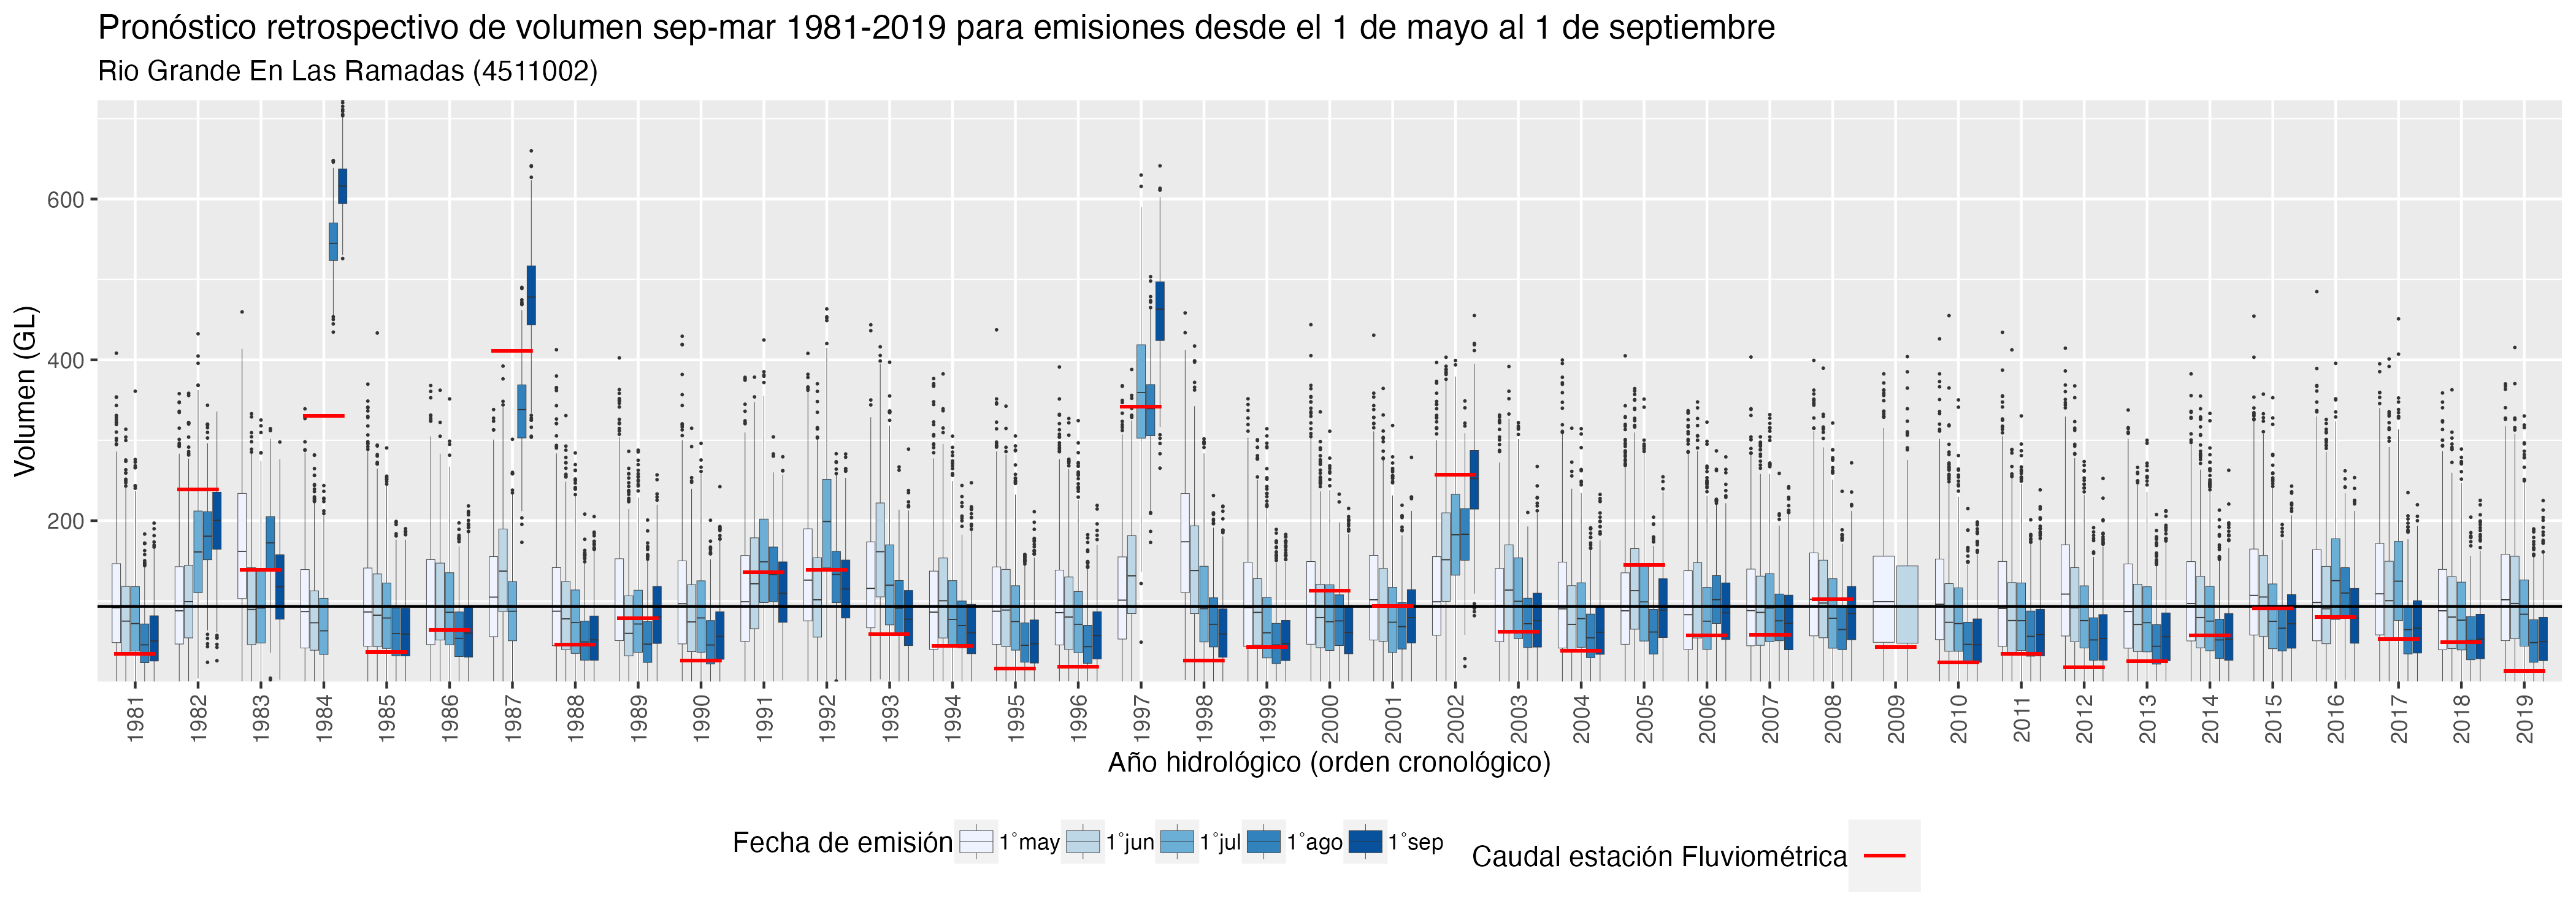 Pronóstico retrospectivo de volumen sep-mar 1981-2019 para emisiones desde el 1 de mayo al 1 de septiembre
Rio Grande En Las Ramadas (4511002)
Volumen (GL)
600
400
200
1981 1982 1983 1984 1985 1986 1987 1988 1989 1990 1991 1992 1993 1994 1995 1996 1997 1998 1999 2000 2001 2002 2003 2004 2005 2006 2007 2008 2009 2010 2011 2012 2013 2014 2015 2016 2017 2018 2019
Año hidrológico (orden cronológico)
Fecha de emisión 1°may 1°jun 1°jul 1°ago 1°sep Caudal estación Fluviométrica